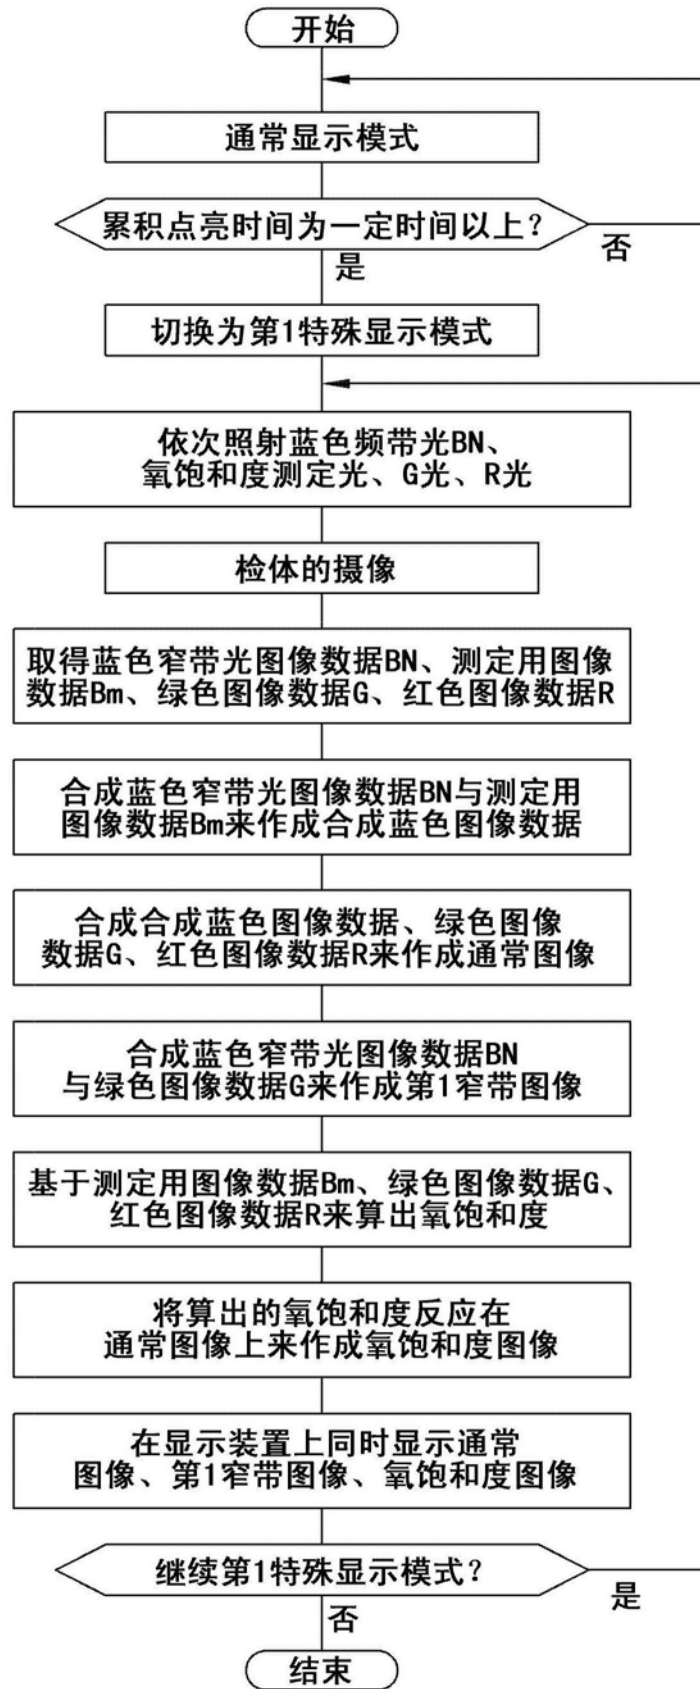 开始
通常显示模式
累积点亮时间为一定时间以上?
否
是
切换为第1特殊显示模式
依次照射蓝色频带光BN、
氧饱和度测定光、G光、R光
检体的摄像
取得蓝色窄带光图像数据BN、测定用图像
数据Bm、绿色图像数据G、红色图像数据R
合成蓝色窄带光图像数据BN与测定用
图像数据Bm来作成合成蓝色图像数据
合成合成蓝色图像数据、绿色图像
数据G、红色图像数据R来作成通常图像
合成蓝色窄带光图像数据BN
与绿色图像数据G来作成第1窄带图像
基于测定用图像数据Bm、绿色图像数据G、
红色图像数据R来算出氧饱和度
将算出的氧饱和度反应在
通常图像上来作成氧饱和度图像
在显示装置上同时显示通常
图像、第1窄带图像、氧饱和度图像
继续第1特殊显示模式?
是
否
结束